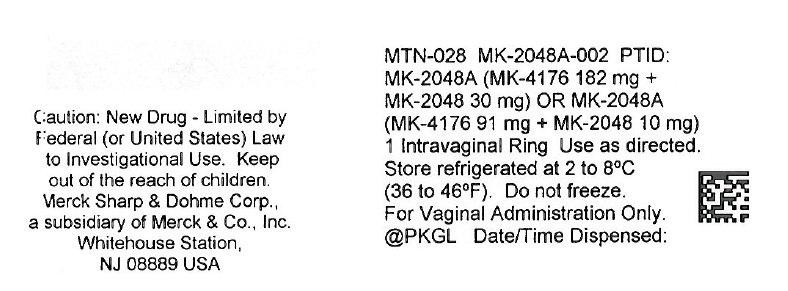 Caution: New Drug - Limited by
Federal (or United States) Law
to Investigational Use. Keep
out of the reach of children.
Merck Sharp & Dohme Corp.,
a subsidiary of Merck & Co., Inc.
Whitehouse Station,
NJ 08889 USA
MTN-028 MK-2048A-002 PTID:
MK-2048A (MK-4176 182 mg +
MK-2048 30 mg) OR MK-2048A
(MK-4176 91 mg + MK-2048 10 mg)
1 Intravaginal Ring Use as directed.
Store refrigerated at 2 to 8ºC
(36 to 46ºF). Do not freeze.
For Vaginal Administration Only.
@PKGL Date/Time Dispensed: